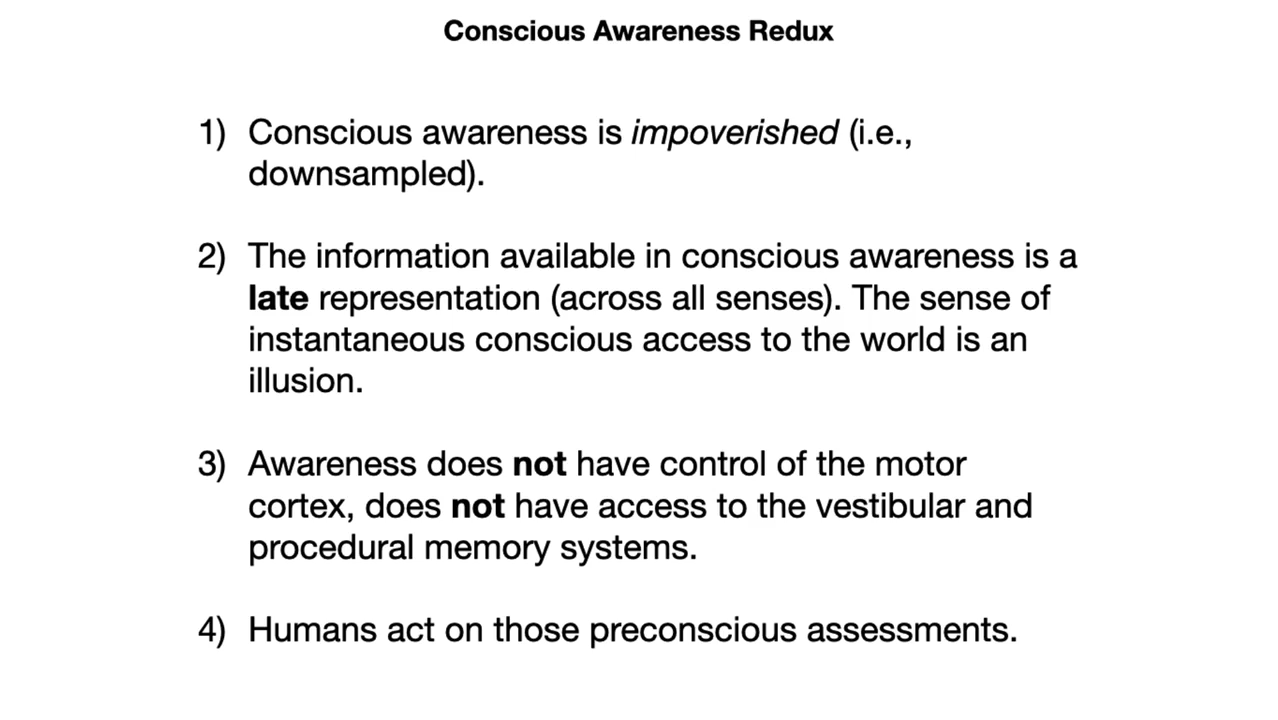 Conscious Awareness Redux
1) Conscious awareness is impoverished (i.e.,
downsampled).
2) The information available in conscious awareness is a
late representation (across all senses). The sense of
instantaneous conscious access to the world is an
illusion.
3) Awareness does not have control of the motor
cortex, does not have access to the vestibular and
procedural memory systems.
4) Humans act on those preconscious assessments.